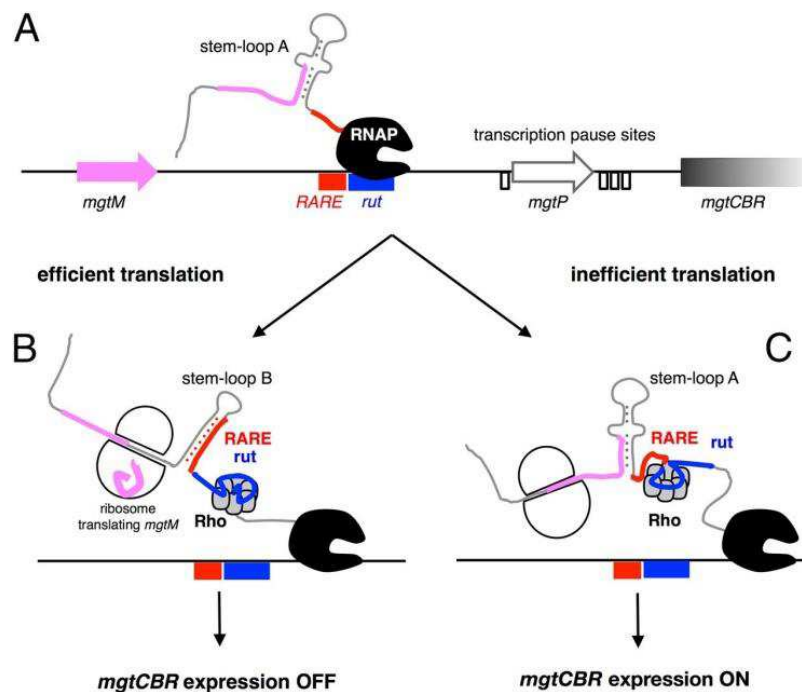 A
stem-loop A
RNAP
transcription pause sites
mgtM
RARE
rut
mgtP
mgtCBR
efficient translation
inefficient translation
B
C
stem-loop B
stem-loop A
RARE
rut
RARE
rut
ribosome
translating mgtM
Rho
Rho
mgtCBR expression OFF
mgtCBR expression ON